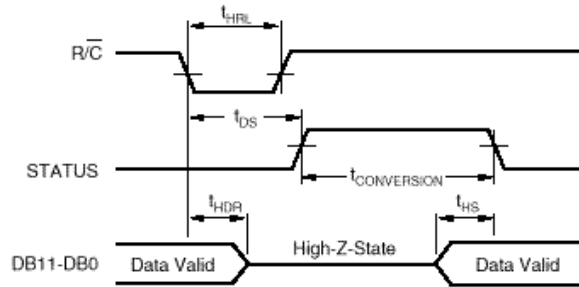 tHRL
R/C̅
tDS
STATUS
tCONVERSION
tHDR
tHS
DB11-DB0
Data Valid
High-Z-State
Data Valid